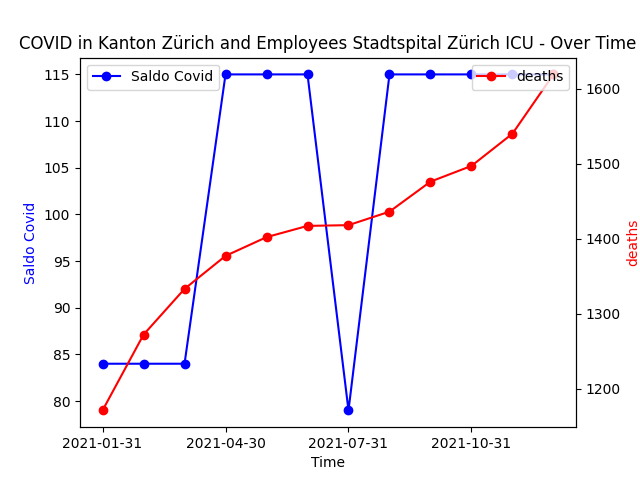 COVID in Kanton Zürich and Employees Stadtspital Zürich ICU - Over Time
Saldo Covid
deaths
115
110
105
100
95
90
85
80
Saldo Covid
1600
1500
1400
1300
1200
deaths
2021-01-31
2021-04-30
2021-07-31
2021-10-31
Time